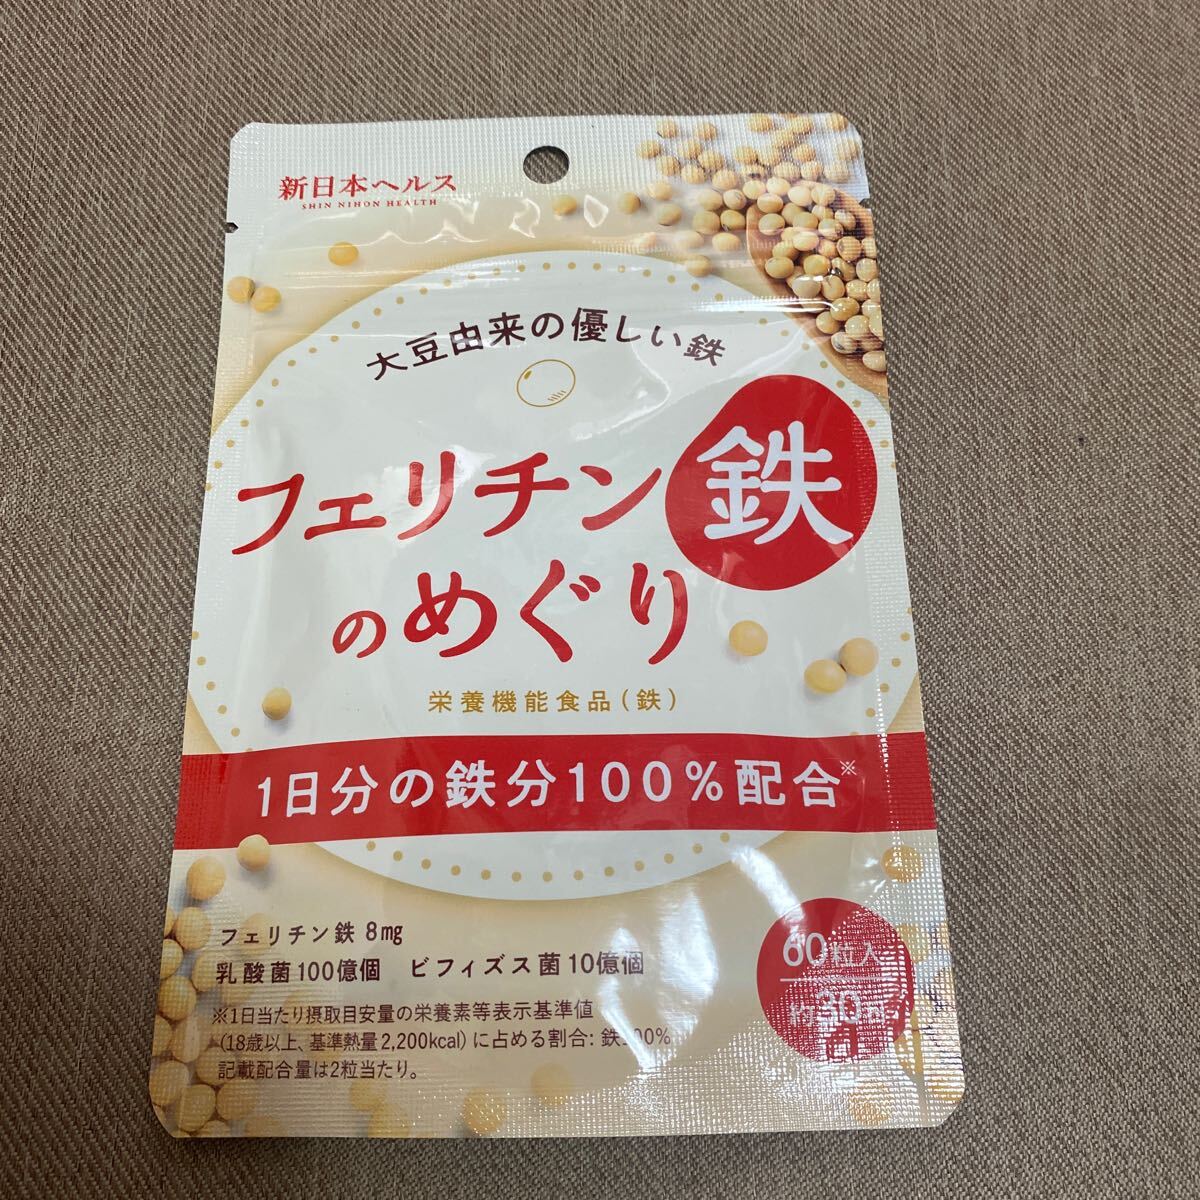 新日本ヘルス
SHIN NIHON HEALTH
大豆由来の優しい鉄
フェリチン鉄
のめぐり
栄養機能食品(鉄)
1日分の鉄分100%配合※
フェリチン鉄 8mg
乳酸菌100億個 ビフィズス菌10億個
※1日当たり摂取目安量の栄養素等表示基準値
(18歳以上、基準熱量2,200kcal)に占める割合:鉄100%
記載配合量は2粒当たり。
60粒入
約30